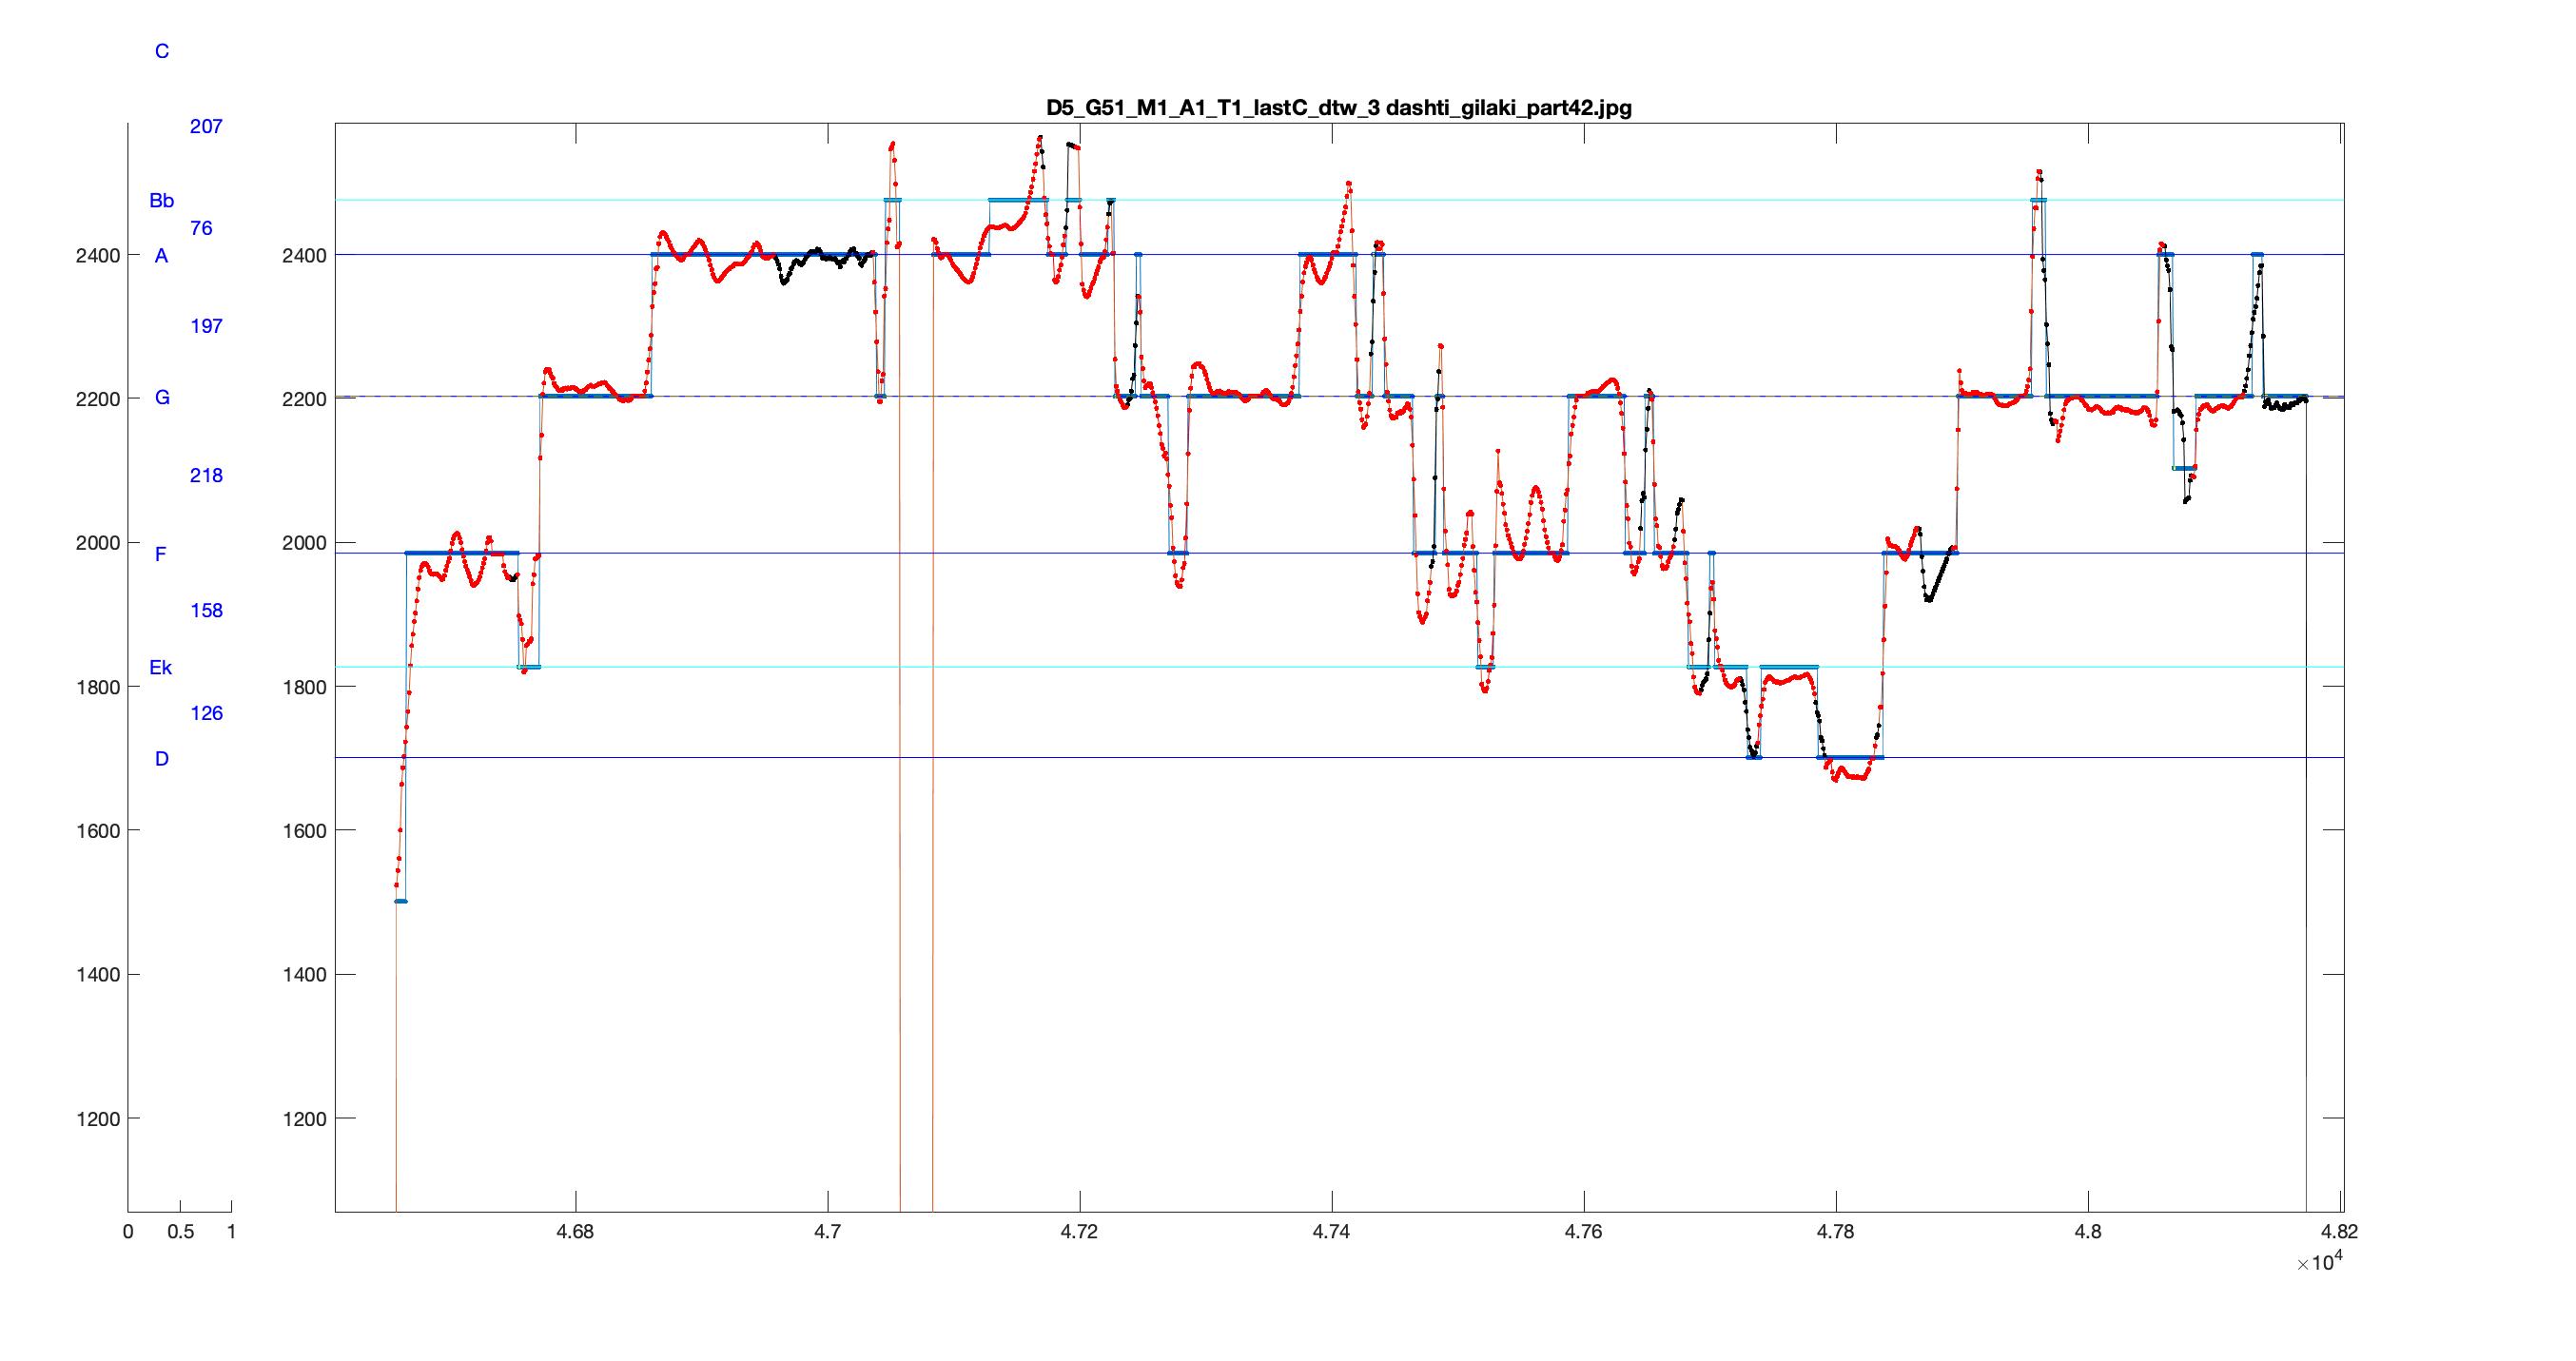 C
D5_G51_M1_A1_T1_lastC_dtw_3 dashti_gilaki_part42.jpg
207
Bb
76
2400 A 2400
197
2200 G 2200
218
2000 F 2000
158
1800 Ek 1800
126
D
1600 1600
1400 1400
1200 1200
0 0.5 1 4.68 4.7 4.72 4.74 4.76 4.78 4.8 4.82
×10⁴